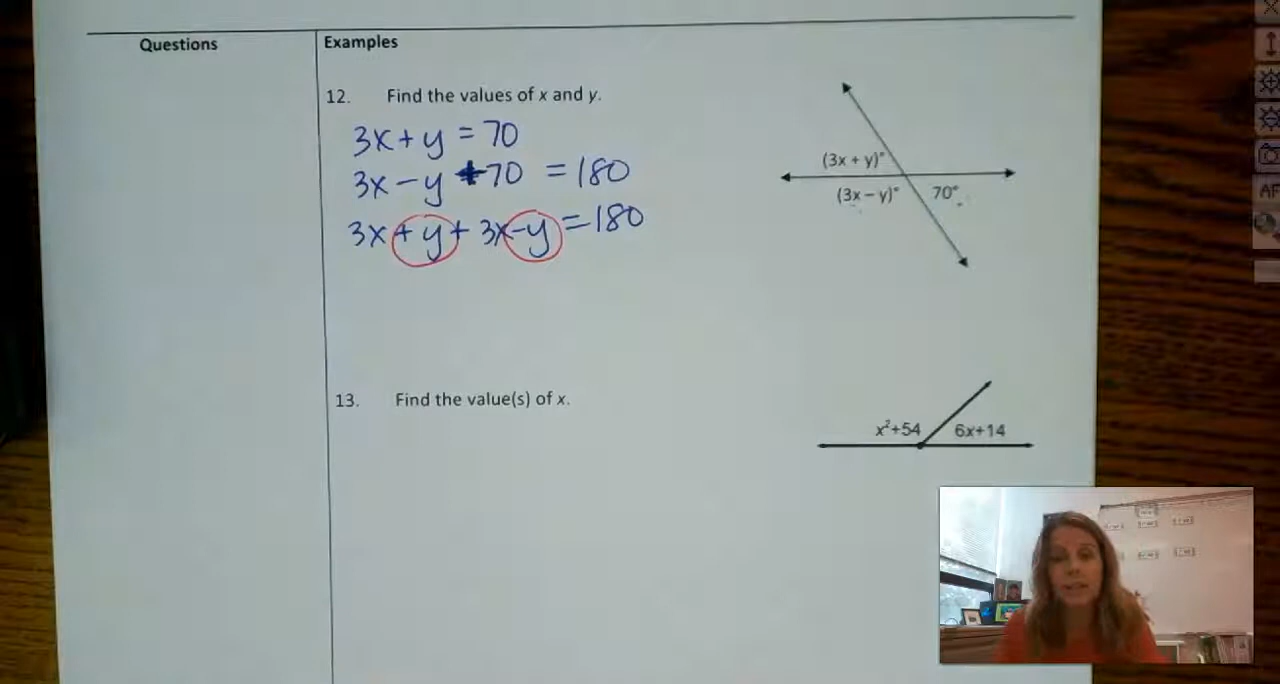 Questions
Examples
12. Find the values of x and y.
3x + y = 70
3x - y + 70 = 180
3x + y + 3x - y = 180
(3x + y)°
(3x – y)°
70°
13. Find the value(s) of x.
x²+54
6x+14
AF